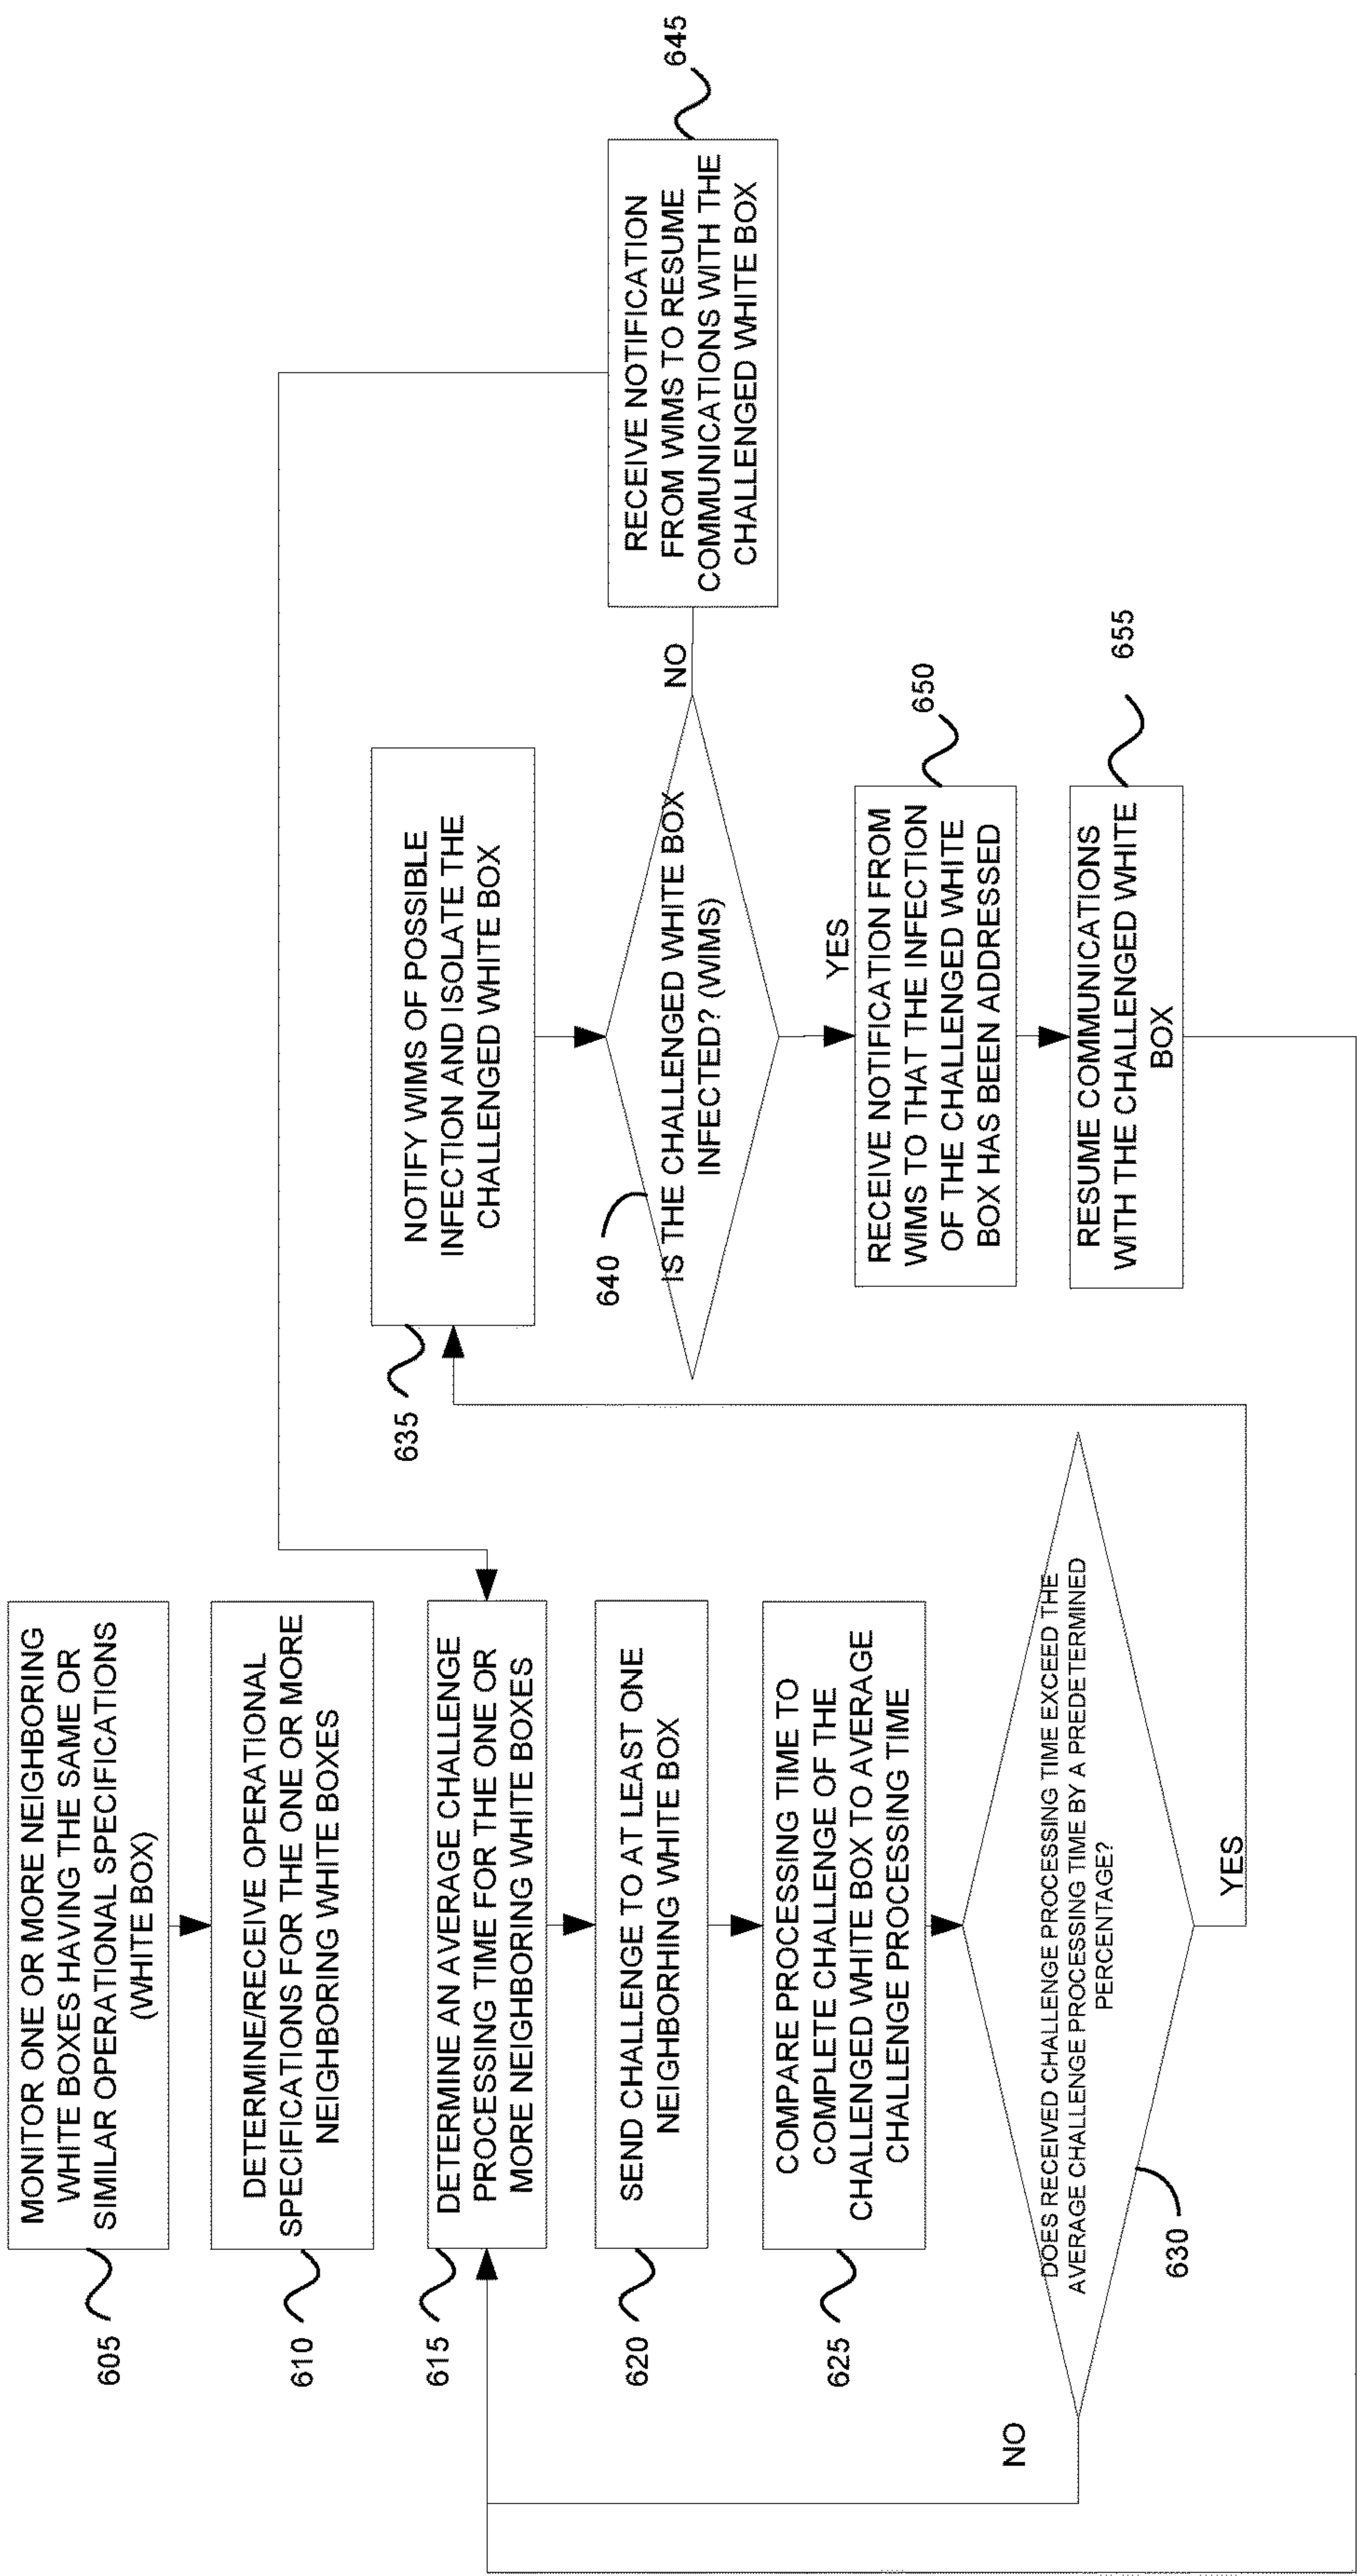 MONITOR ONE OR MORE NEIGHBORING
WHITE BOXES HAVING THE SAME OR
SIMILAR OPERATIONAL SPECIFICATIONS
(WHITE BOX)
605
DETERMINE/RECEIVE OPERATIONAL
SPECIFICATIONS FOR THE ONE OR MORE
NEIGHBORING WHITE BOXES
610
DETERMINE AN AVERAGE CHALLENGE
PROCESSING TIME FOR THE ONE OR
MORE NEIGHBORING WHITE BOXES
615
SEND CHALLENGE TO AT LEAST ONE
NEIGHBORHING WHITE BOX
620
COMPARE PROCESSING TIME TO
COMPLETE CHALLENGE OF THE
CHALLENGED WHITE BOX TO AVERAGE
CHALLENGE PROCESSING TIME
625
DOES RECEIVED CHALLENGE PROCESSING TIME EXCEED THE
AVERAGE CHALLENGE PROCESSING TIME BY A PREDETERMINED
PERCENTAGE?
630
NO
YES
NOTIFY WIMS OF POSSIBLE
INFECTION AND ISOLATE THE
CHALLENGED WHITE BOX
635
IS THE CHALLENGED WHITE BOX
INFECTED? (WIMS)
640
NO
YES
RECEIVE NOTIFICATION
FROM WIMS TO RESUME
COMMUNICATIONS WITH THE
CHALLENGED WHITE BOX
645
RECEIVE NOTIFICATION FROM
WIMS TO THAT THE INFECTION
OF THE CHALLENGED WHITE
BOX HAS BEEN ADDRESSED
650
RESUME COMMUNICATIONS
WITH THE CHALLENGED WHITE
BOX
655